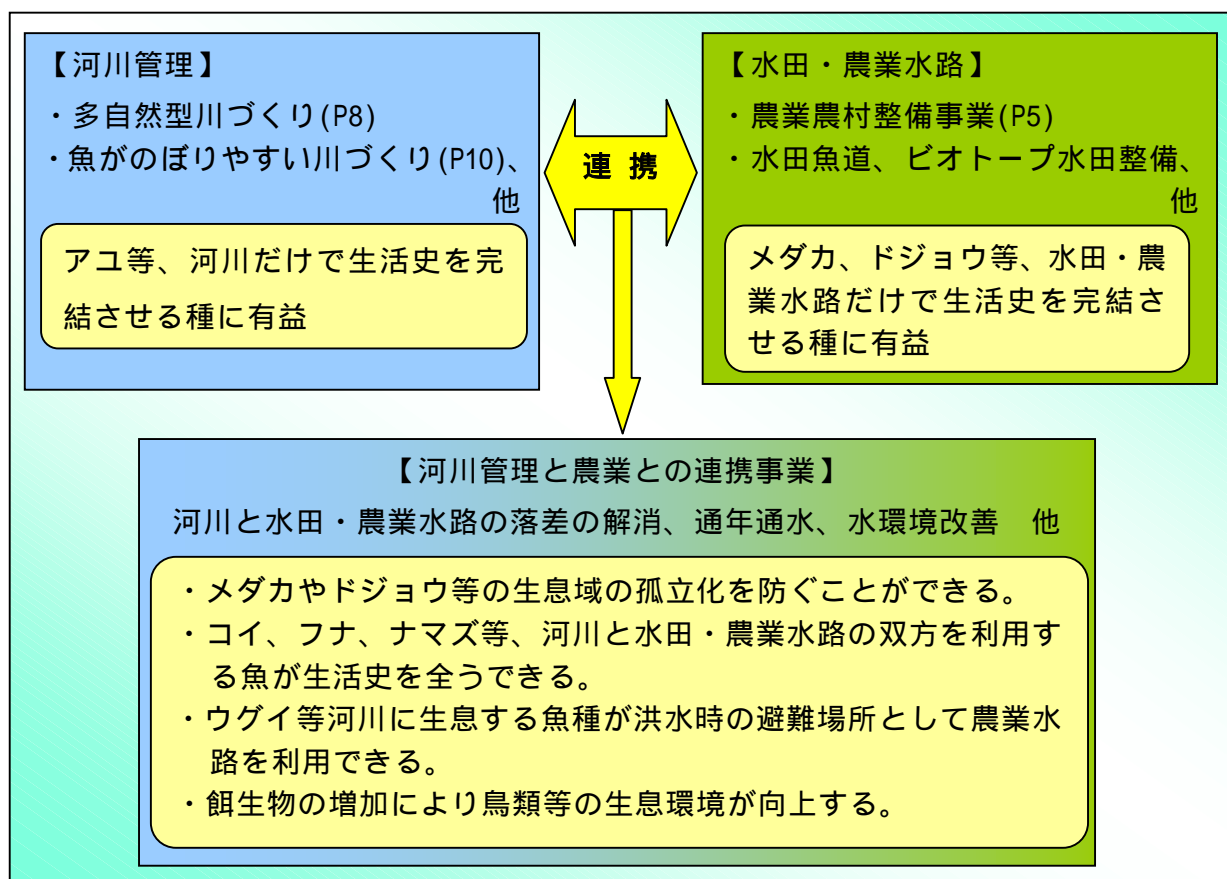 【河川管理】
・多自然型川づくり(P8)
・魚がのぼりやすい川づくり(P10)、
他
アユ等、河川だけで生活史を完
結させる種に有益
連 携
【水田・農業水路】
・農業農村整備事業(P5)
・水田魚道、ビオトープ水田整備、
他
メダカ、ドジョウ等、水田・農
業水路だけで生活史を完結さ
せる種に有益
【河川管理と農業との連携事業】
河川と水田・農業水路の落差の解消、通年通水、水環境改善　他
・メダカやドジョウ等の生息域の孤立化を防ぐことができる。
・コイ、フナ、ナマズ等、河川と水田・農業水路の双方を利用す
る魚が生活史を全うできる。
・ウグイ等河川に生息する魚種が洪水時の避難場所として農業水
路を利用できる。
・餌生物の増加により鳥類等の生息環境が向上する。